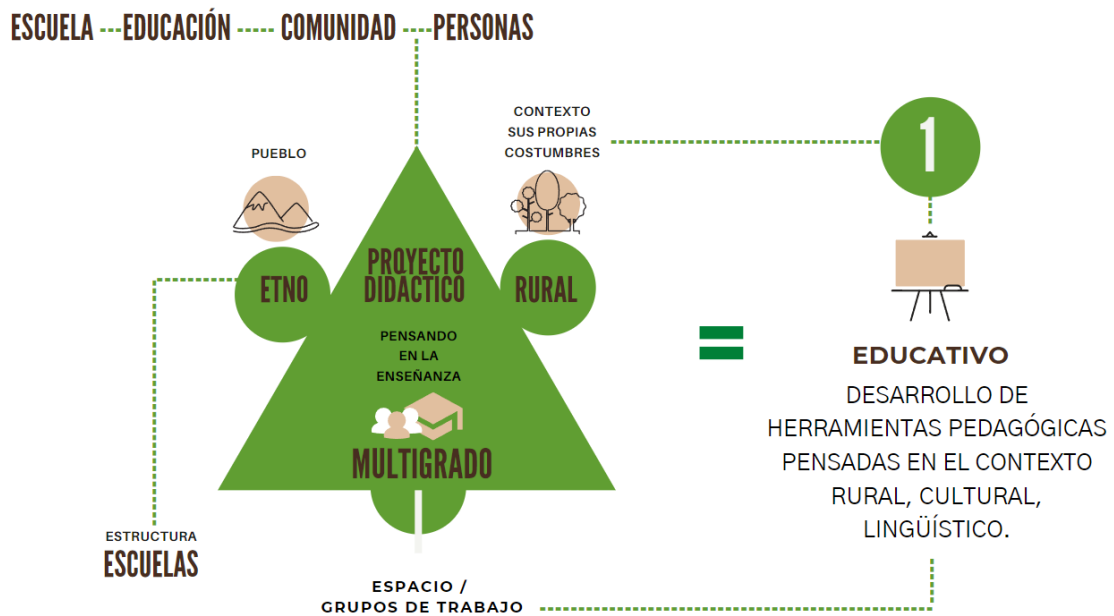 ESCUELA EDUCACIÓN COMUNIDAD PERSONAS
PUEBLO
ETNO
CONTEXTO
SUS PROPIAS
COSTUMBRES
RURAL
PROYECTO
DIDÁCTICO
PENSANDO
EN LA
ENSEÑANZA
MULTIGRADO
ESTRUCTURA
ESCUELAS
ESPACIO /
GRUPOS DE TRABAJO
=
1
EDUCATIVO
DESARROLLO DE
HERRAMIENTAS PEDAGÓGICAS
PENSADAS EN EL CONTEXTO
RURAL, CULTURAL,
LINGÜÍSTICO.